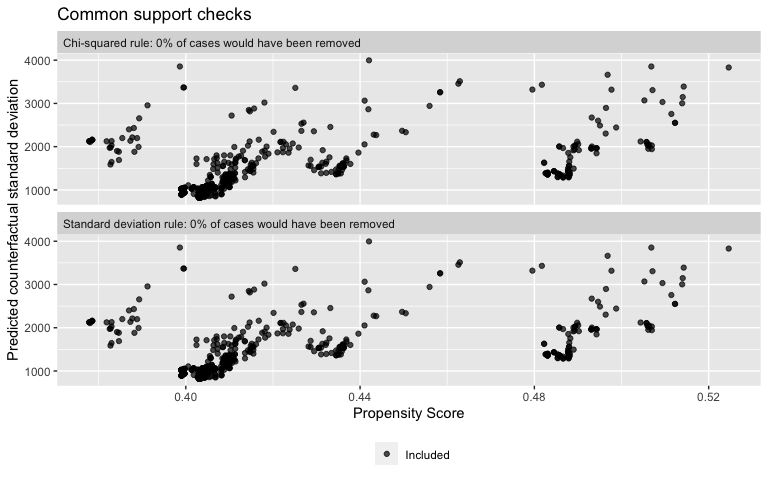 Common support checks
Chi-squared rule: 0% of cases would have been removed
4000
3000
2000
1000
Standard deviation rule: 0% of cases would have been removed
4000
3000
2000
1000
Predicted counterfactual standard deviation
0.40
0.44
0.48
0.52
Propensity Score
Included